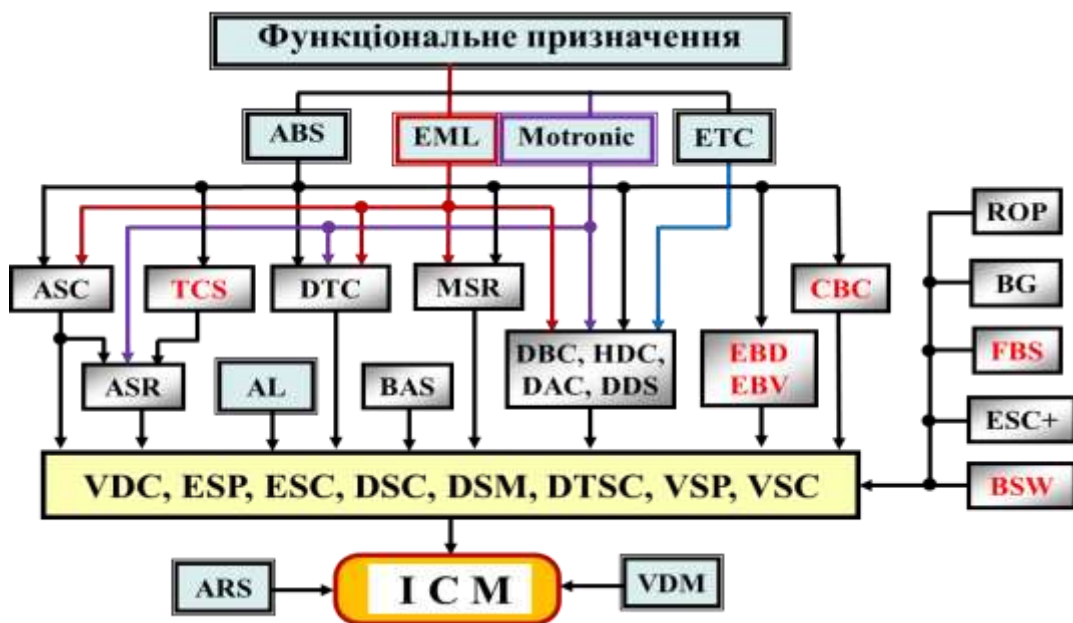 Функціональне призначення
ABS
EML
Motronic
ETC
ROP
ASC
TCS
DTC
MSR
CBC
BG
DBC, HDC,
DAC, DDS
EBD
EBV
FBS
ASR
AL
BAS
ESC+
VDC, ESP, ESC, DSC, DSM, DTSC, VSP, VSC
BSW
ARS
I C M
VDM